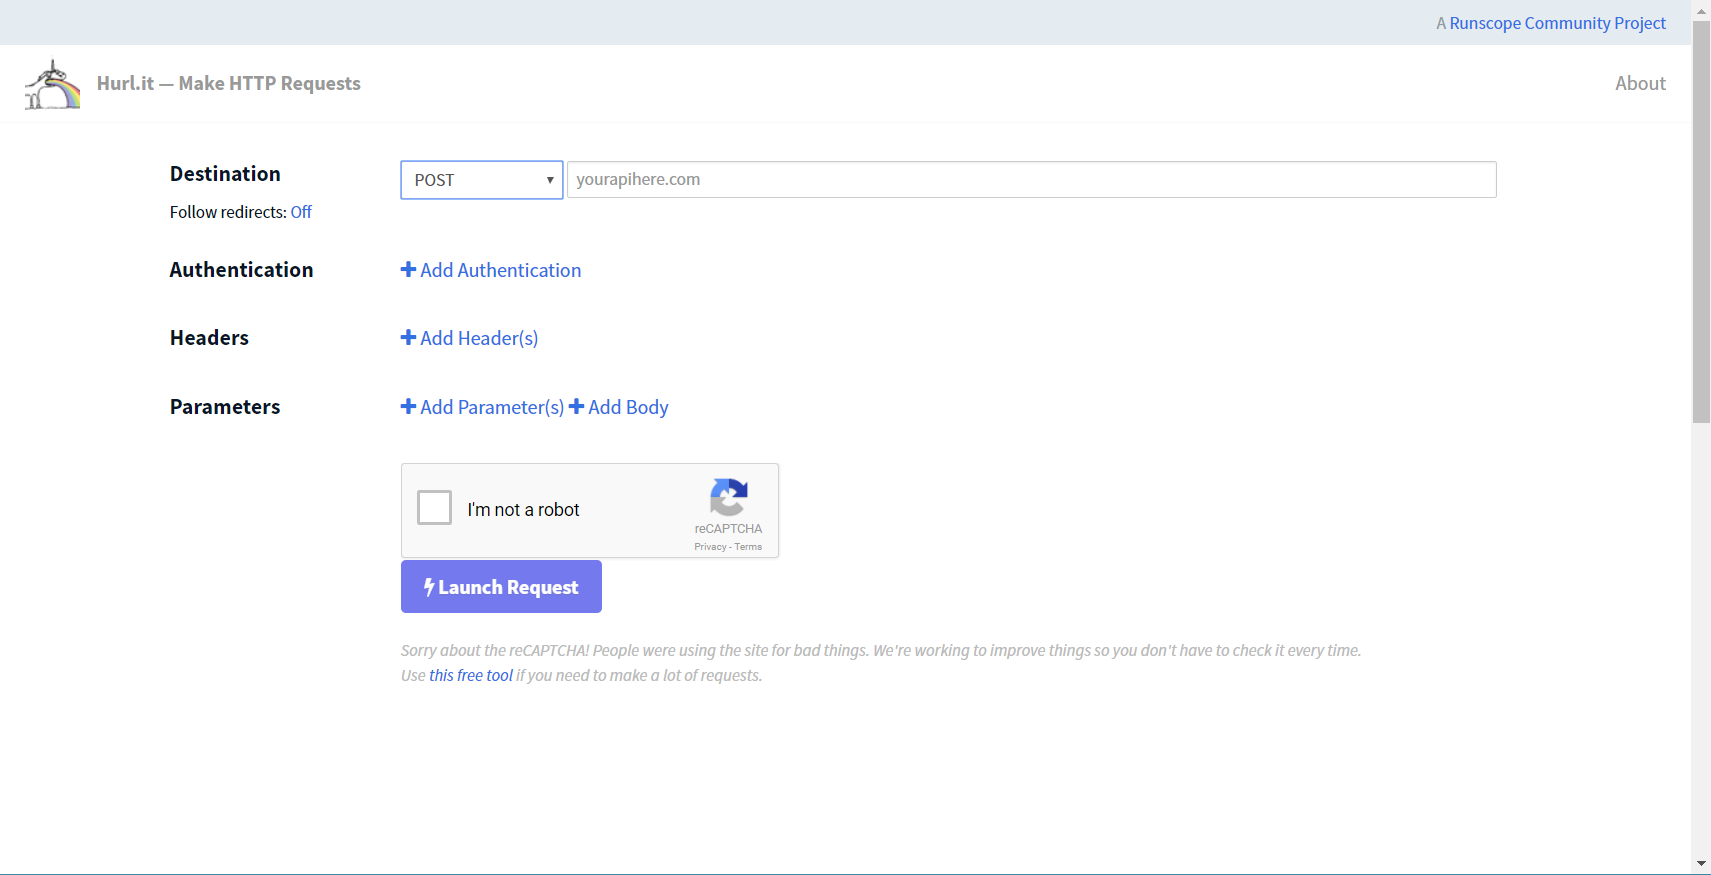 A Runscope Community Project
Hurl.it — Make HTTP Requests
About
Destination
POST
yourapihere.com
Follow redirects: Off
Authentication
Add Authentication
Headers
Add Header(s)
Parameters
Add Parameter(s) Add Body
I'm not a robot
reCAPTCHA
Privacy - Terms
Launch Request
Sorry about the reCAPTCHA! People were using the site for bad things. We're working to improve things so you don't have to check it every time.
Use this free tool if you need to make a lot of requests.